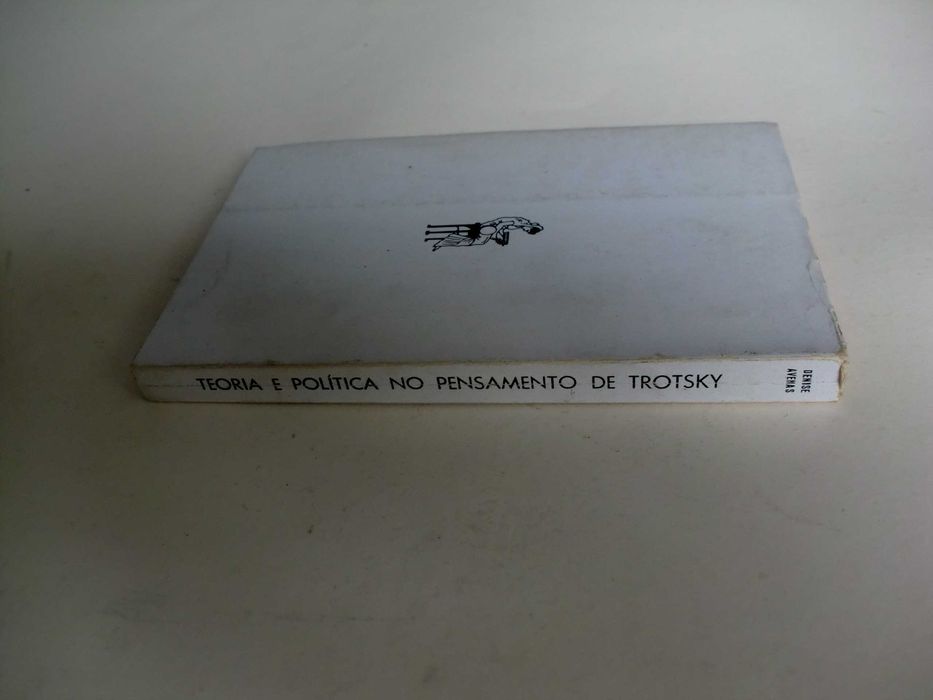 TEORIA E POLÍTICA NO PENSAMENTO DE TROTSKY
DENISE
AVENAS